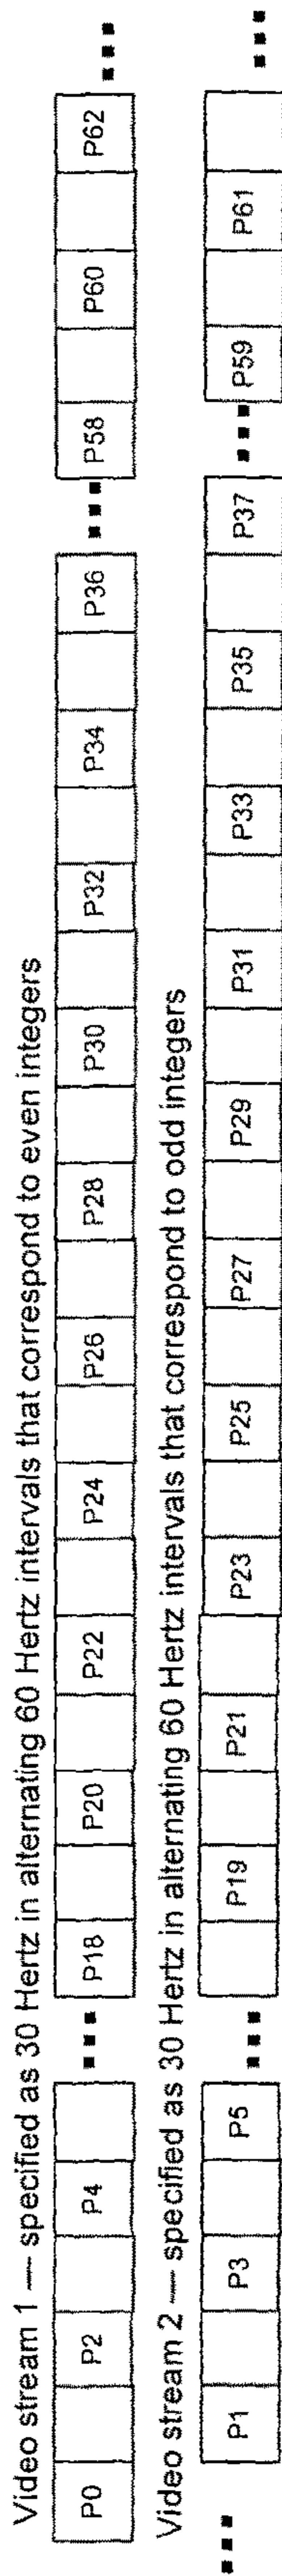 Video stream 1 — specified as 30 Hertz in alternating 60 Hertz intervals that correspond to even integers
P0 P2 P4 ▪▪▪ P18 P20 P22 P24 P26 P28 P30 P32 P34 P36 ▪▪▪ P58 P60 P62 ▪▪▪
Video stream 2 — specified as 30 Hertz in alternating 60 Hertz intervals that correspond to odd integers
▪▪▪ P1 P3 P5 ▪▪▪ P19 P21 P23 P25 P27 P29 P31 P33 P35 P37 ▪▪▪ P59 P61 ▪▪▪